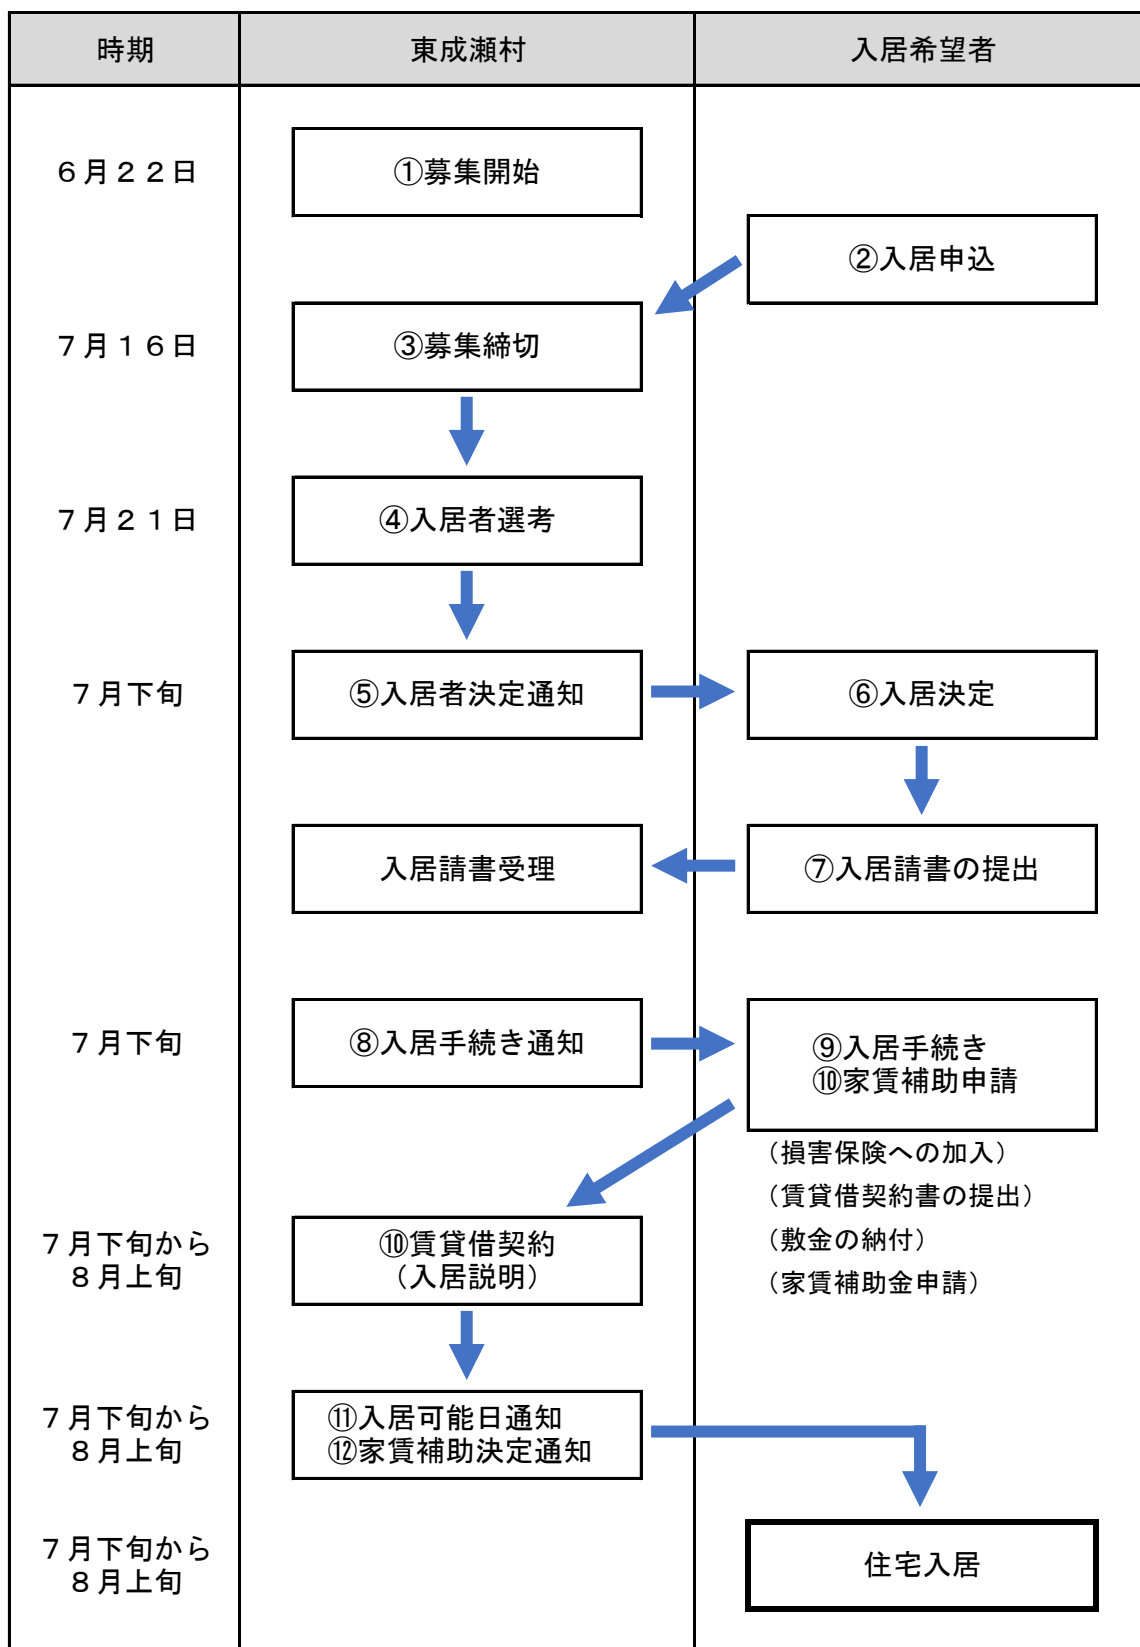 時期
東成瀬村
入居希望者
６月２２日
①募集開始
②入居申込
７月１６日
③募集締切
７月２１日
④入居者選考
７月下旬
⑤入居者決定通知
⑥入居決定
入居請書受理
⑦入居請書の提出
７月下旬
⑧入居手続き通知
⑨入居手続き
⑩家賃補助申請
（損害保険への加入）
（賃貸借契約書の提出）
（敷金の納付）
（家賃補助金申請）
７月下旬から
８月上旬
⑩賃貸借契約
（入居説明）
７月下旬から
８月上旬
⑪入居可能日通知
⑫家賃補助決定通知
７月下旬から
８月上旬
住宅入居